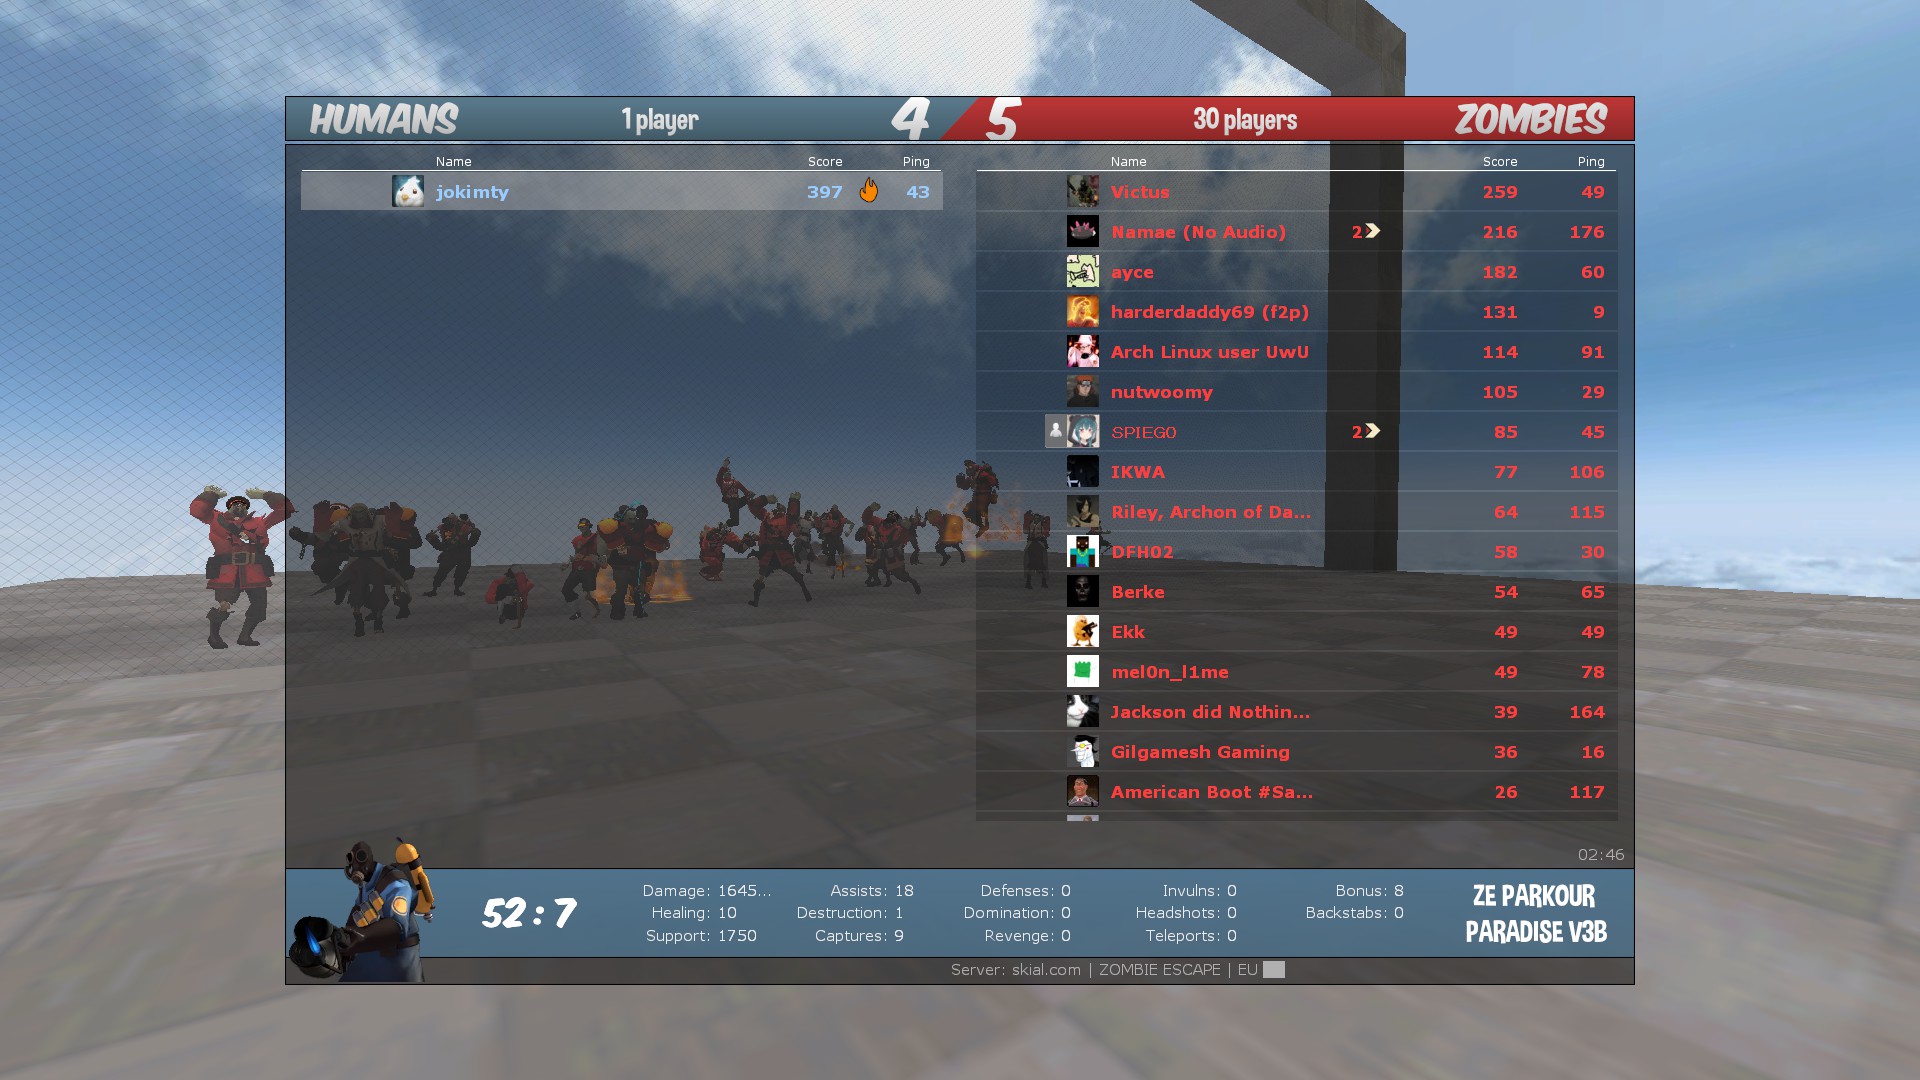 HUMANS 1 player 4 5 30 players ZOMBIES
Name Score Ping Name Score Ping
jokimty 397 43
Victus 259 49
Namae (No Audio) 2 216 176
ayce 182 60
harderdaddy69 (f2p) 131 9
Arch Linux user UwU 114 91
nutwoomy 105 29
SPIEGO 2 85 45
IKWA 77 106
Riley, Archon of Da... 64 115
DFH02 58 30
Berke 54 65
Ekk 49 49
mel0n_l1me 49 78
Jackson did Nothin... 39 164
Gilgamesh Gaming 36 16
American Boot #Sa... 26 117
02:46
52:7
Damage: 1645... Assists: 18 Defenses: 0 Invulns: 0 Bonus: 8
Healing: 10 Destruction: 1 Domination: 0 Headshots: 0 Backstabs: 0
Support: 1750 Captures: 9 Revenge: 0 Teleports: 0
ZE PARKOUR
PARADISE V3B
Server: skial.com | ZOMBIE ESCAPE | EU